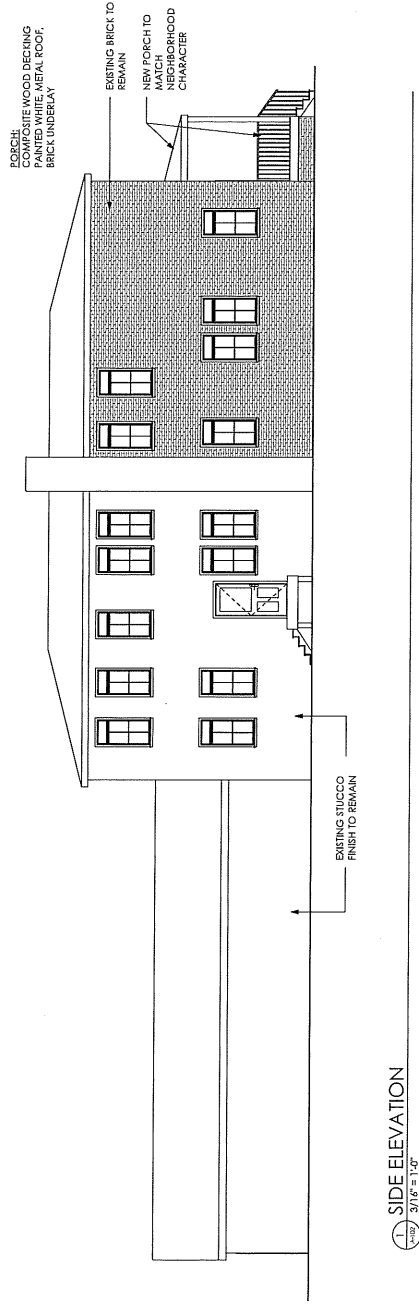 PORCH:
COMPOSITE WOOD DECKING
PAINTED WHITE, METAL ROOF,
BRICK UNDERLAY
EXISTING BRICK TO
REMAIN
NEW PORCH TO
MATCH
NEIGHBORHOOD
CHARACTER
EXISTING STUCCO
FINISH TO REMAIN
1
A-102
SIDE ELEVATION
3/16" = 1'-0"